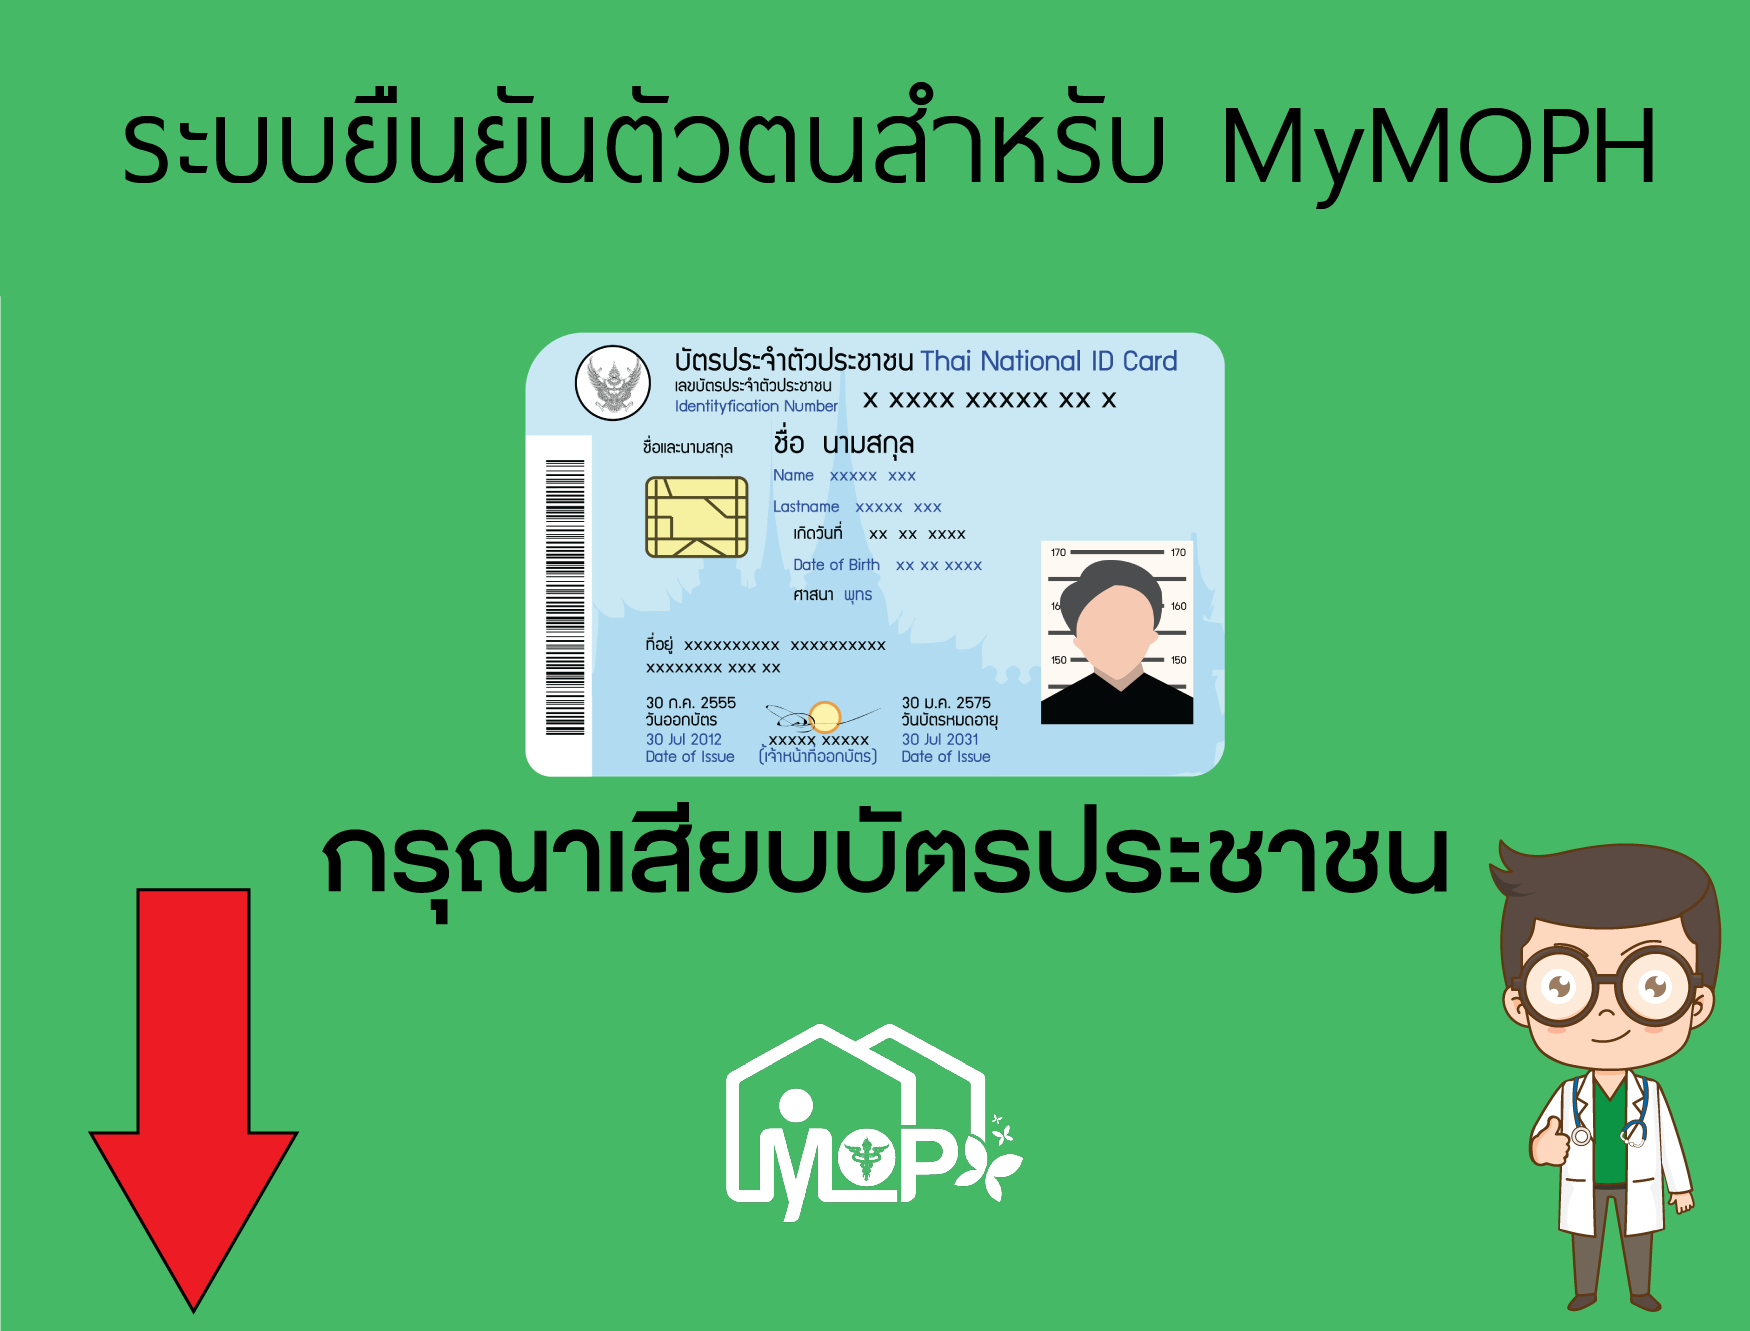 ระบบยืนยันตัวตนสำหรับ MyMOPH
บัตรประจำตัวประชาชน Thai National ID Card
เลขบัตรประจำตัวประชาชน
Identityfication Number x xxxx xxxxx xx x
ชื่อและนามสกุล ชื่อ นามสกุล
Name xxxxx xxx
Lastname xxxxx xxx
เกิดวันที่ xx xx xxxx
Date of Birth xx xx xxxx
ศาสนา พุทธ
170 170
160 160
150 150
ที่อยู่ xxxxxxxxxx xxxxxxxxxx
xxxxxxxx xxx xx
30 ก.ค. 2555
วันออกบัตร
30 Jul 2012
Date of Issue
xxxxx xxxxx
(เจ้าหน้าที่ออกบัตร)
30 ม.ค. 2575
วันบัตรหมดอายุ
30 Jul 2031
Date of Issue
กรุณาเสียบบัตรประชาชน
MyMOPH